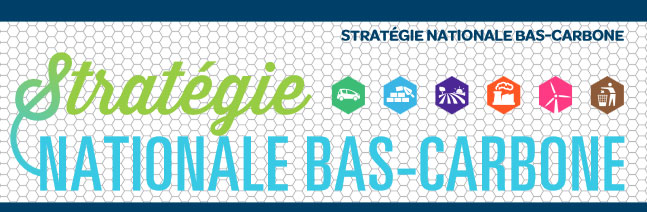 STRATÉGIE NATIONALE BAS-CARBONE
Stratégie
NATIONALE BAS-CARBONE